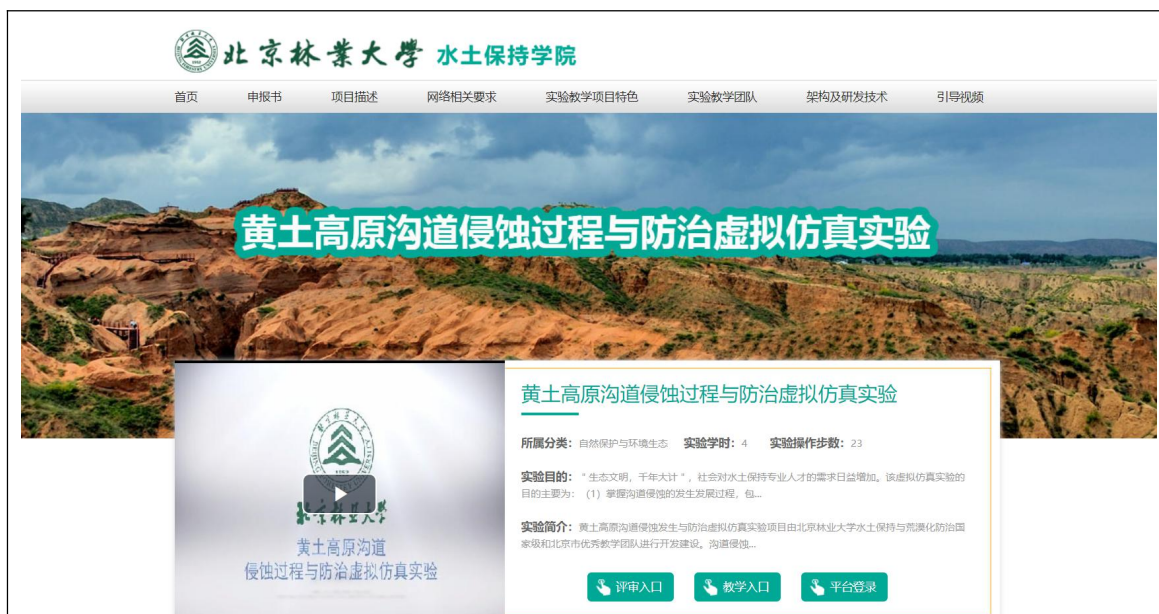 北京林業大學 水土保持学院
首页 申报书 项目描述 网络相关要求 实验教学项目特色 实验教学团队 架构及研发技术 引导视频
黄土高原沟道侵蚀过程与防治虚拟仿真实验
北京林业大学
黄土高原沟道
侵蚀过程与防治虚拟仿真实验
黄土高原沟道侵蚀过程与防治虚拟仿真实验
所属分类：自然保护与环境生态 实验学时：4 实验操作步数：23
实验目的："生态文明，千年大计"，社会对水土保持专业人才的需求日益增加。该虚拟仿真实验的
目的主要为：（1）掌握沟道侵蚀的发生发展过程，包...
实验简介：黄土高原沟道侵蚀发生与防治虚拟仿真实验项目由北京林业大学水土保持与荒漠化防治国
家级和北京市优秀教学团队进行开发建设。沟道侵蚀...
评审入口 教学入口 平台登录